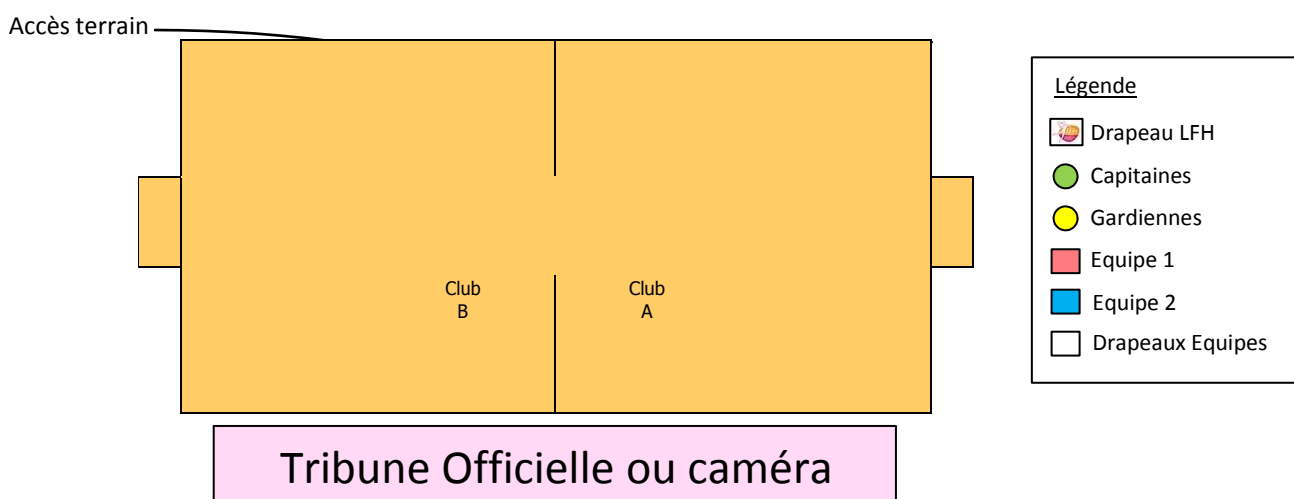 Accès terrain
Légende
Drapeau LFH
Capitaines
Gardiennes
Equipe 1
Equipe 2
Drapeaux Equipes
Club
B
Club
A
Tribune Officielle ou caméra